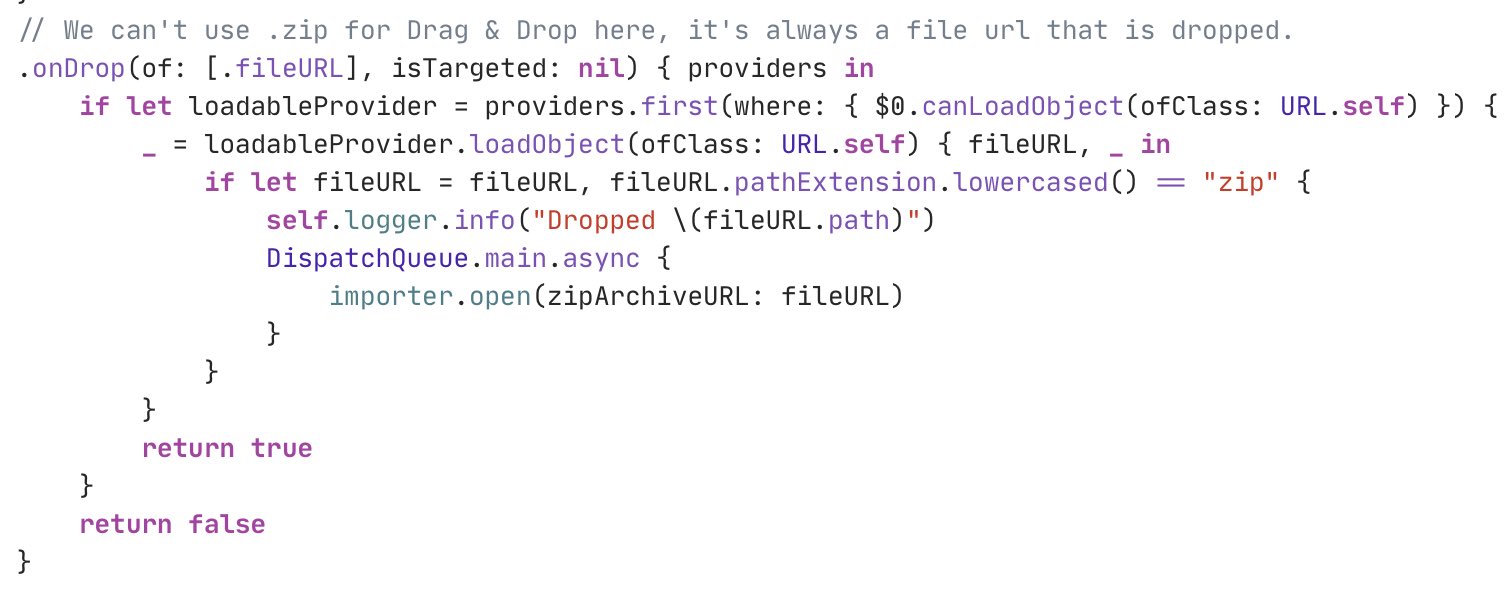 // We can't use .zip for Drag & Drop here, it's always a file url that is dropped.
.onDrop(of: [.fileURL], isTargeted: nil) { providers in
    if let loadableProvider = providers.first(where: { $0.canLoadObject(ofClass: URL.self) }) {
        _ = loadableProvider.loadObject(ofClass: URL.self) { fileURL, _ in
            if let fileURL = fileURL, fileURL.pathExtension.lowercased() == "zip" {
                self.logger.info("Dropped \(fileURL.path)")
                DispatchQueue.main.async {
                    importer.open(zipArchiveURL: fileURL)
                }
            }
        }
        return true
    }
    return false
}